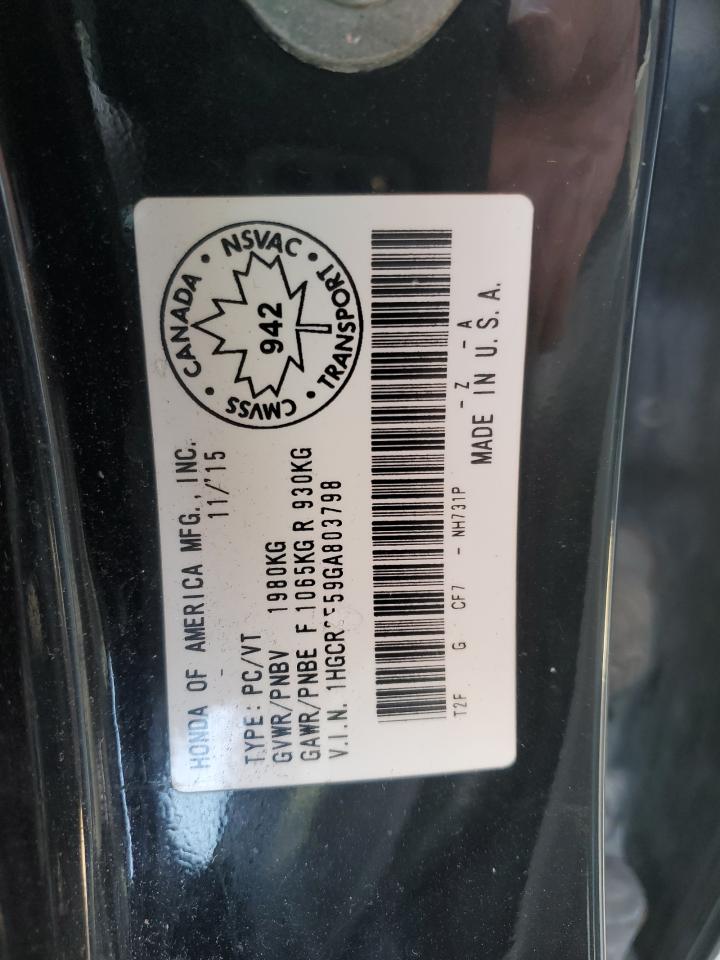 HONDA OF AMERICA MFG., INC.
11/'15
TYPE: PC/VT
GVWR/PNBV 1980KG
GAWR/PNBE F 1065KG R 930KG
V.I.N.
CANADA • NSVAC • TRANSPORT • CMVSS •
942
T2F G CF7 - NH731P - Z - A
MADE IN U.S.A.